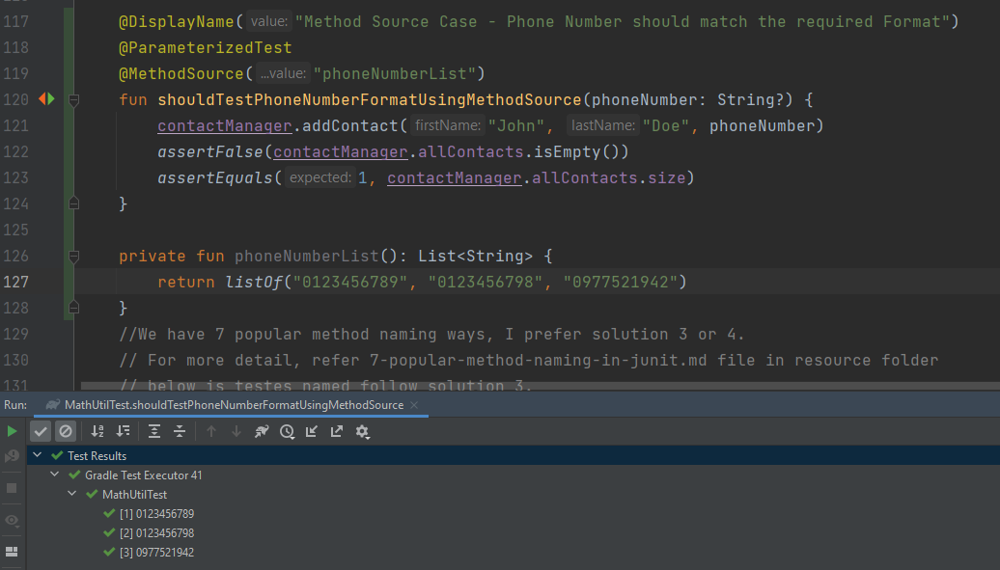 117 @DisplayName( value: "Method Source Case - Phone Number should match the required Format")
118 @ParameterizedTest
119 @MethodSource( ...value: "phoneNumberList")
120 fun shouldTestPhoneNumberFormatUsingMethodSource(phoneNumber: String?) {
121 contactManager.addContact( firstName: "John", lastName: "Doe", phoneNumber)
122 assertFalse(contactManager.allContacts.isEmpty())
123 assertEquals( expected: 1, contactManager.allContacts.size)
124 }
125
126 private fun phoneNumberList(): List<String> {
127 return listOf("0123456789", "0123456798", "0977521942")
128 }
129 //We have 7 popular method naming ways, I prefer solution 3 or 4.
130 // For more detail, refer 7-popular-method-naming-in-junit.md file in resource folder
131 // below is testes named follow solution 3.
Run: MathUtilTest.shouldTestPhoneNumberFormatUsingMethodSource
Test Results
Gradle Test Executor 41
MathUtilTest
[1] 0123456789
[2] 0123456798
[3] 0977521942